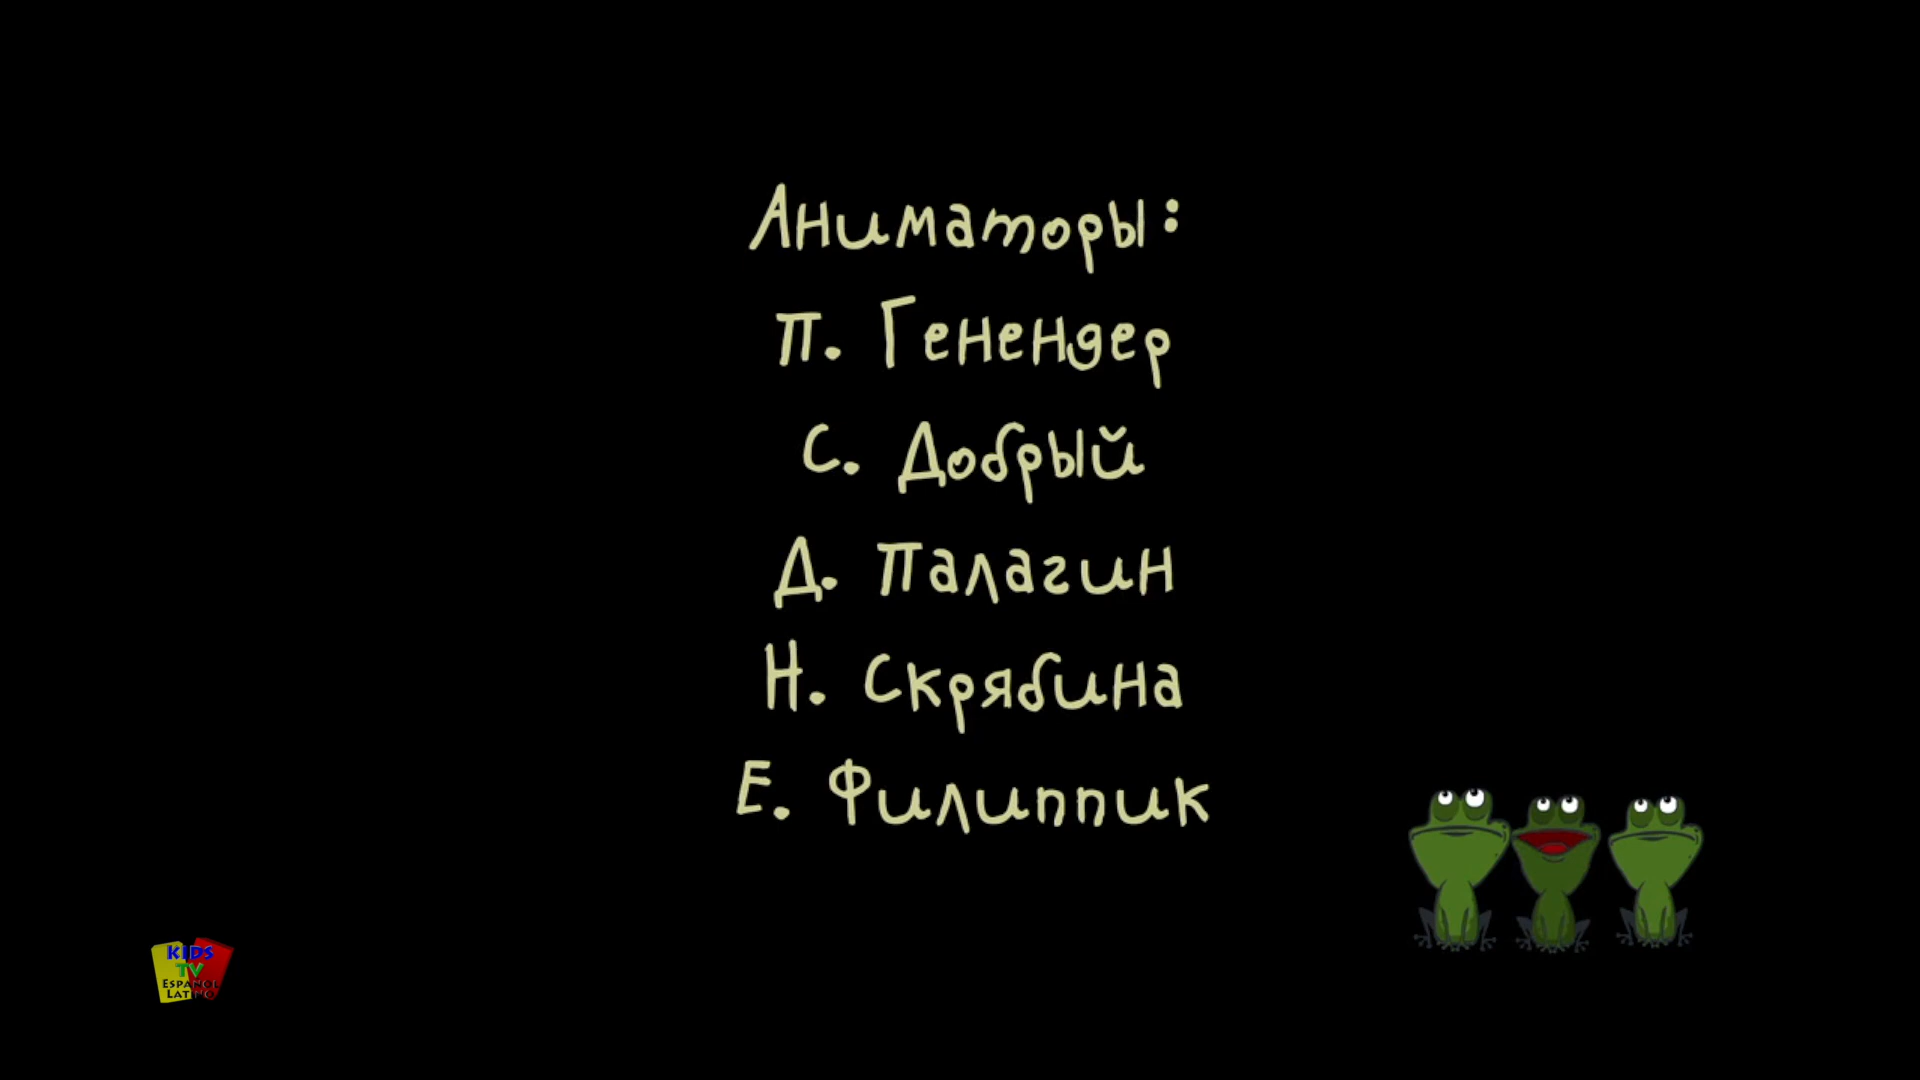 Аниматоры:
П. Генендер
С. Добрый
Д. Палагин
Н. Скрябина
Е. Филиппик
KIDS
TV
ESPAÑOL
LATINO